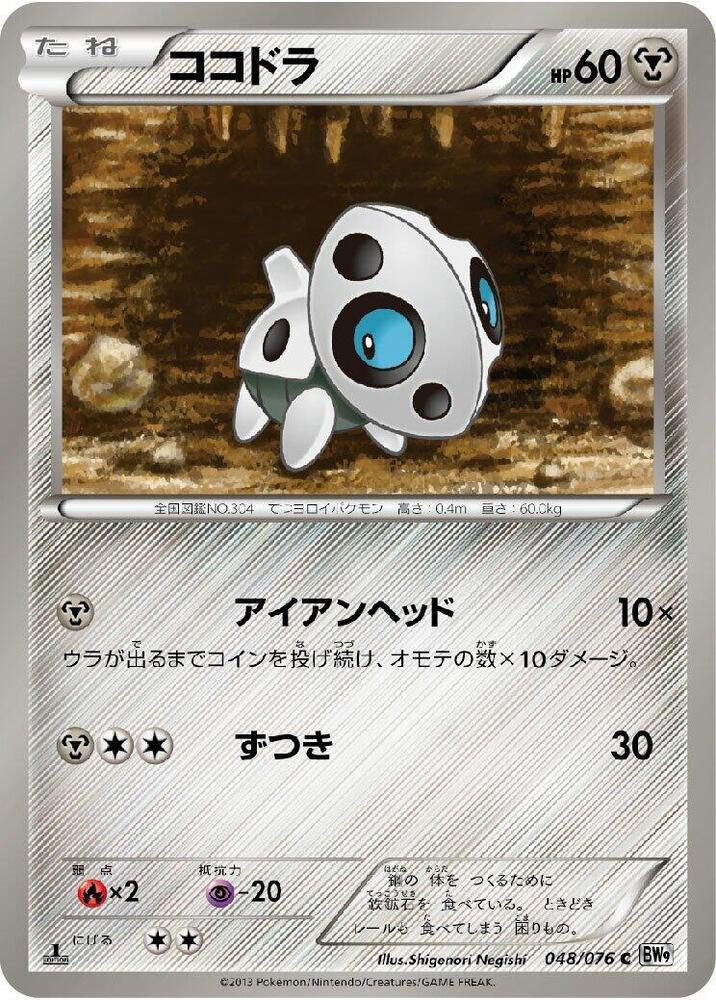 たね ココドラ HP60
全国図鑑NO.304 てつヨロイポケモン 高さ：0.4m 重さ：60.0kg
アイアンヘッド 10×
ウラが出るまでコインを投げ続け、オモテの数×10ダメージ。
ずつき 30
弱点 抵抗力
×2 -20
にげる
鋼の 体を つくるために
鉄鉱石を 食べている。 ときどき
レールも 食べてしまう 困りもの。
1 EDITION
Illus.Shigenori Negishi 048/076 C BW9
©2013 Pokémon/Nintendo/Creatures/GAME FREAK.